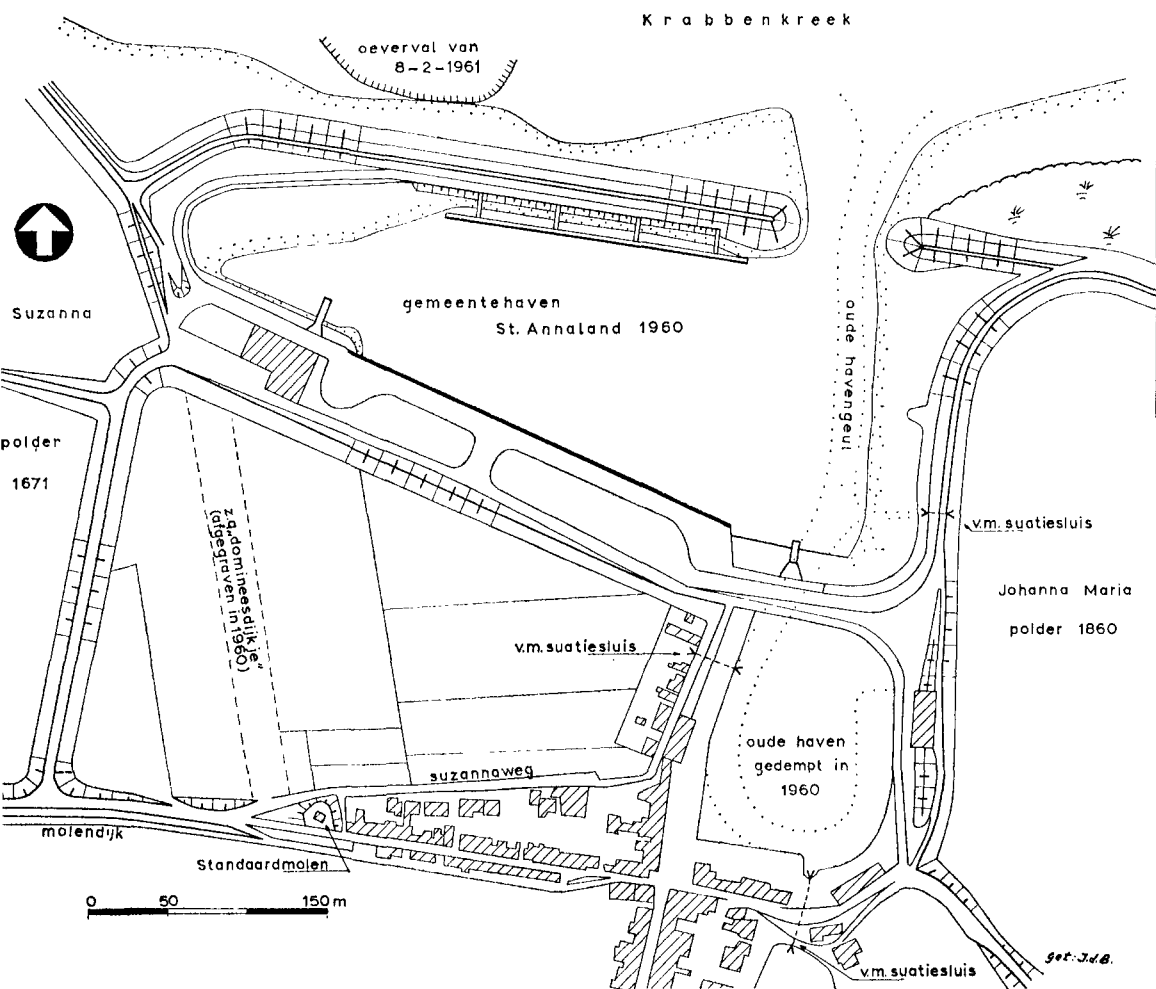 Krabbenkreek
oeverval van
8-2-1961
Suzanna
gemeentehaven
St. Annaland 1960
oude havengeul
polder
1671
z.g. „domineesdijkje"
(afgegraven in 1960)
v.m. suatiesluis
Johanna Maria
polder 1860
v.m. suatiesluis
oude haven
gedempt in
1960
suzannaweg
molendijk
Standaardmolen
0 50 150 m
v.m. suatiesluis
get: J.d.B.